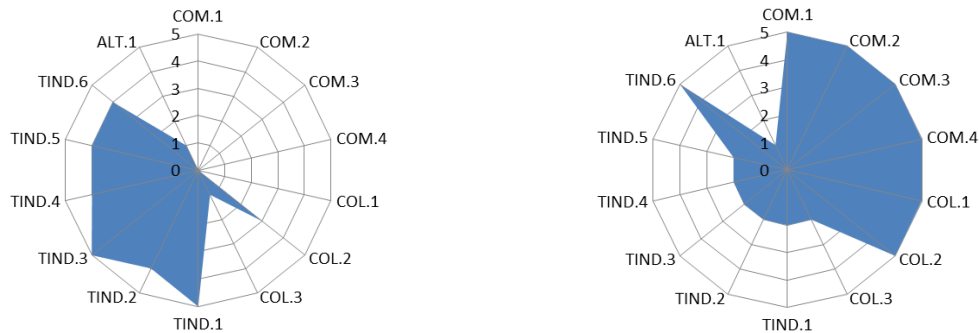 COM.1
5
ALT.1
COM.2
4
TIND.6
COM.3
3
2
TIND.5
COM.4
1
0
TIND.4
COL.1
TIND.3
COL.2
TIND.2
COL.3
TIND.1
COM.1
5
ALT.1
COM.2
4
TIND.6
COM.3
3
2
TIND.5
COM.4
1
0
TIND.4
COL.1
TIND.3
COL.2
TIND.2
COL.3
TIND.1